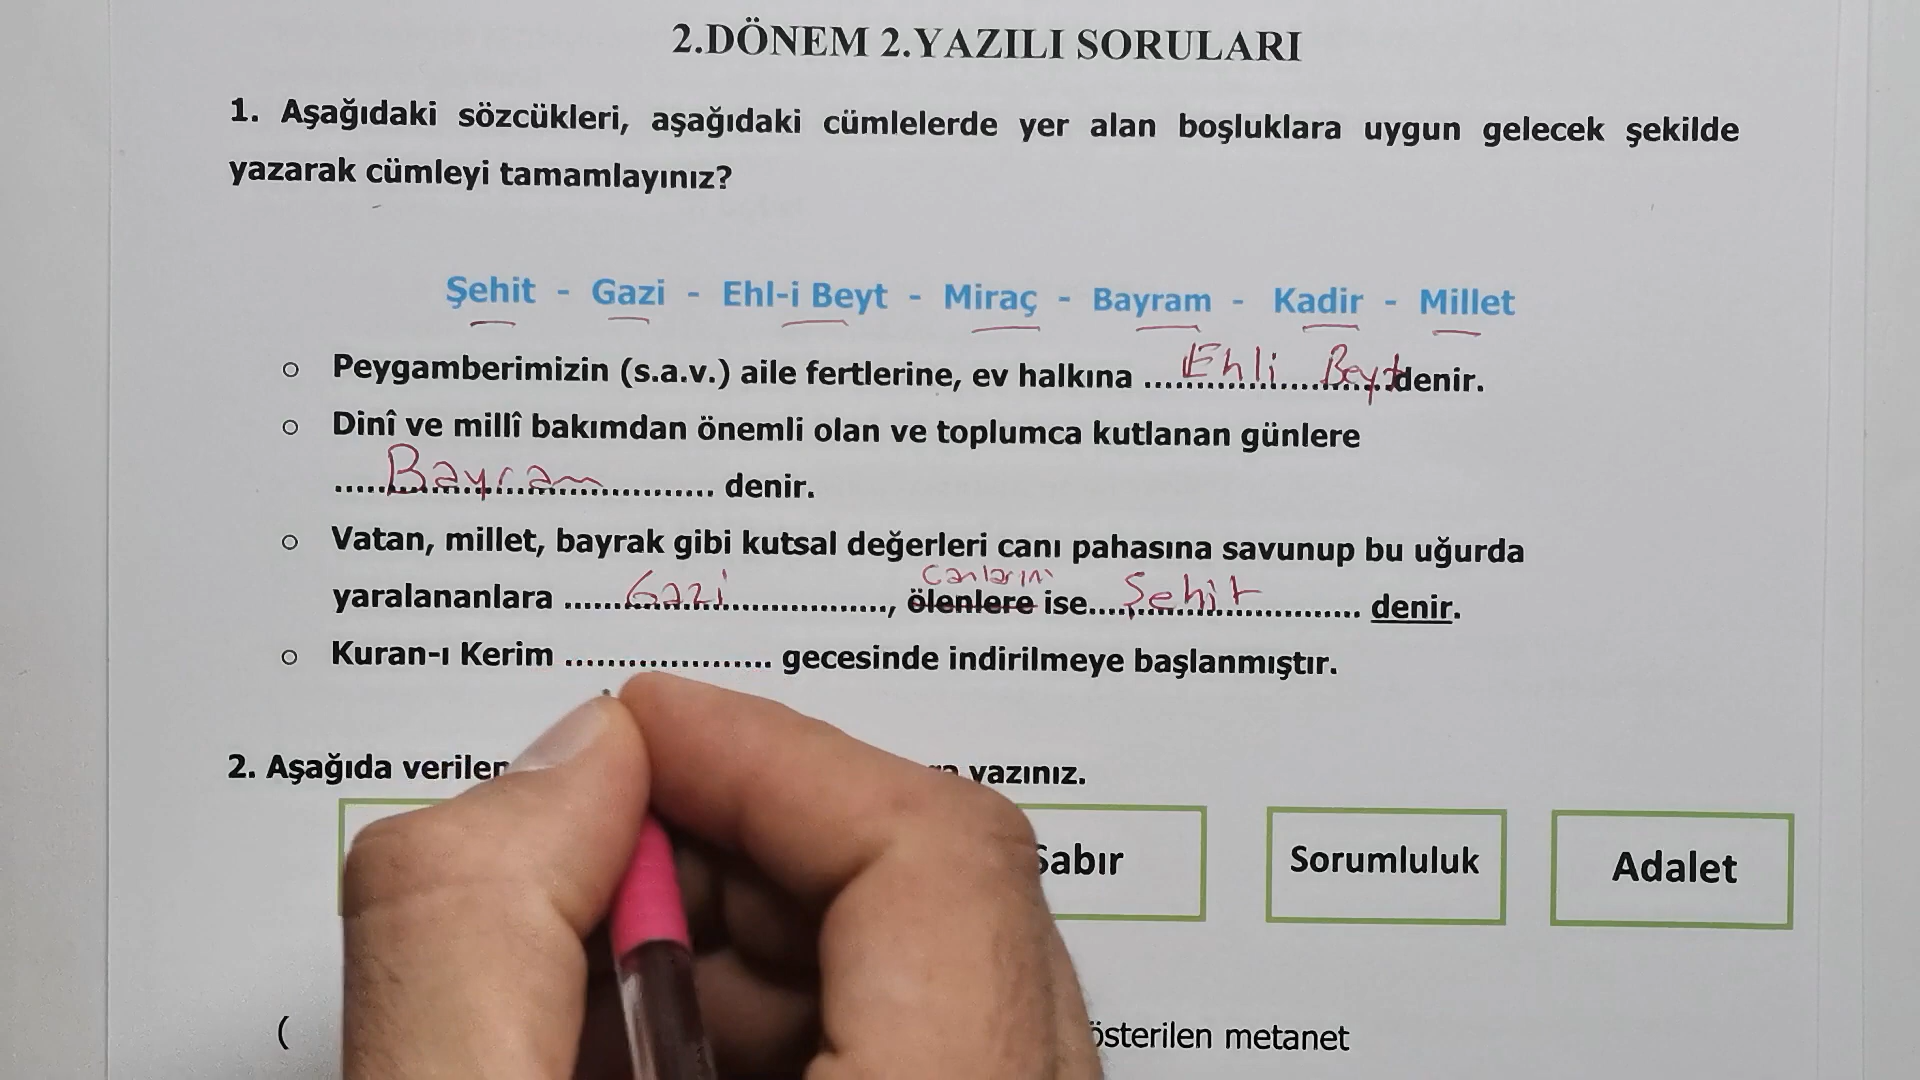 2.DÖNEM 2.YAZILI SORULARI
1. Aşağıdaki sözcükleri, aşağıdaki cümlelerde yer alan boşluklara uygun gelecek şekilde
yazarak cümleyi tamamlayınız?
Şehit - Gazi - Ehl-i Beyt - Miraç - Bayram - Kadir - Millet
o Peygamberimizin (s.a.v.) aile fertlerine, ev halkına ..... Ehli Beyt denir.
o Dinî ve millî bakımdan önemli olan ve toplumca kutlanan günlere
..... Bayram ..... denir.
o Vatan, millet, bayrak gibi kutsal değerleri canı pahasına savunup bu uğurda
canlarını
yaralananlara ..... Gazi ....., ölenlere ise..... Şehit ..... denir.
o Kuran-ı Kerim .................... gecesinde indirilmeye başlanmıştır.
2. Aşağıda verilen yazınız.
Sabır Sorumluluk Adalet
( österilen metanet